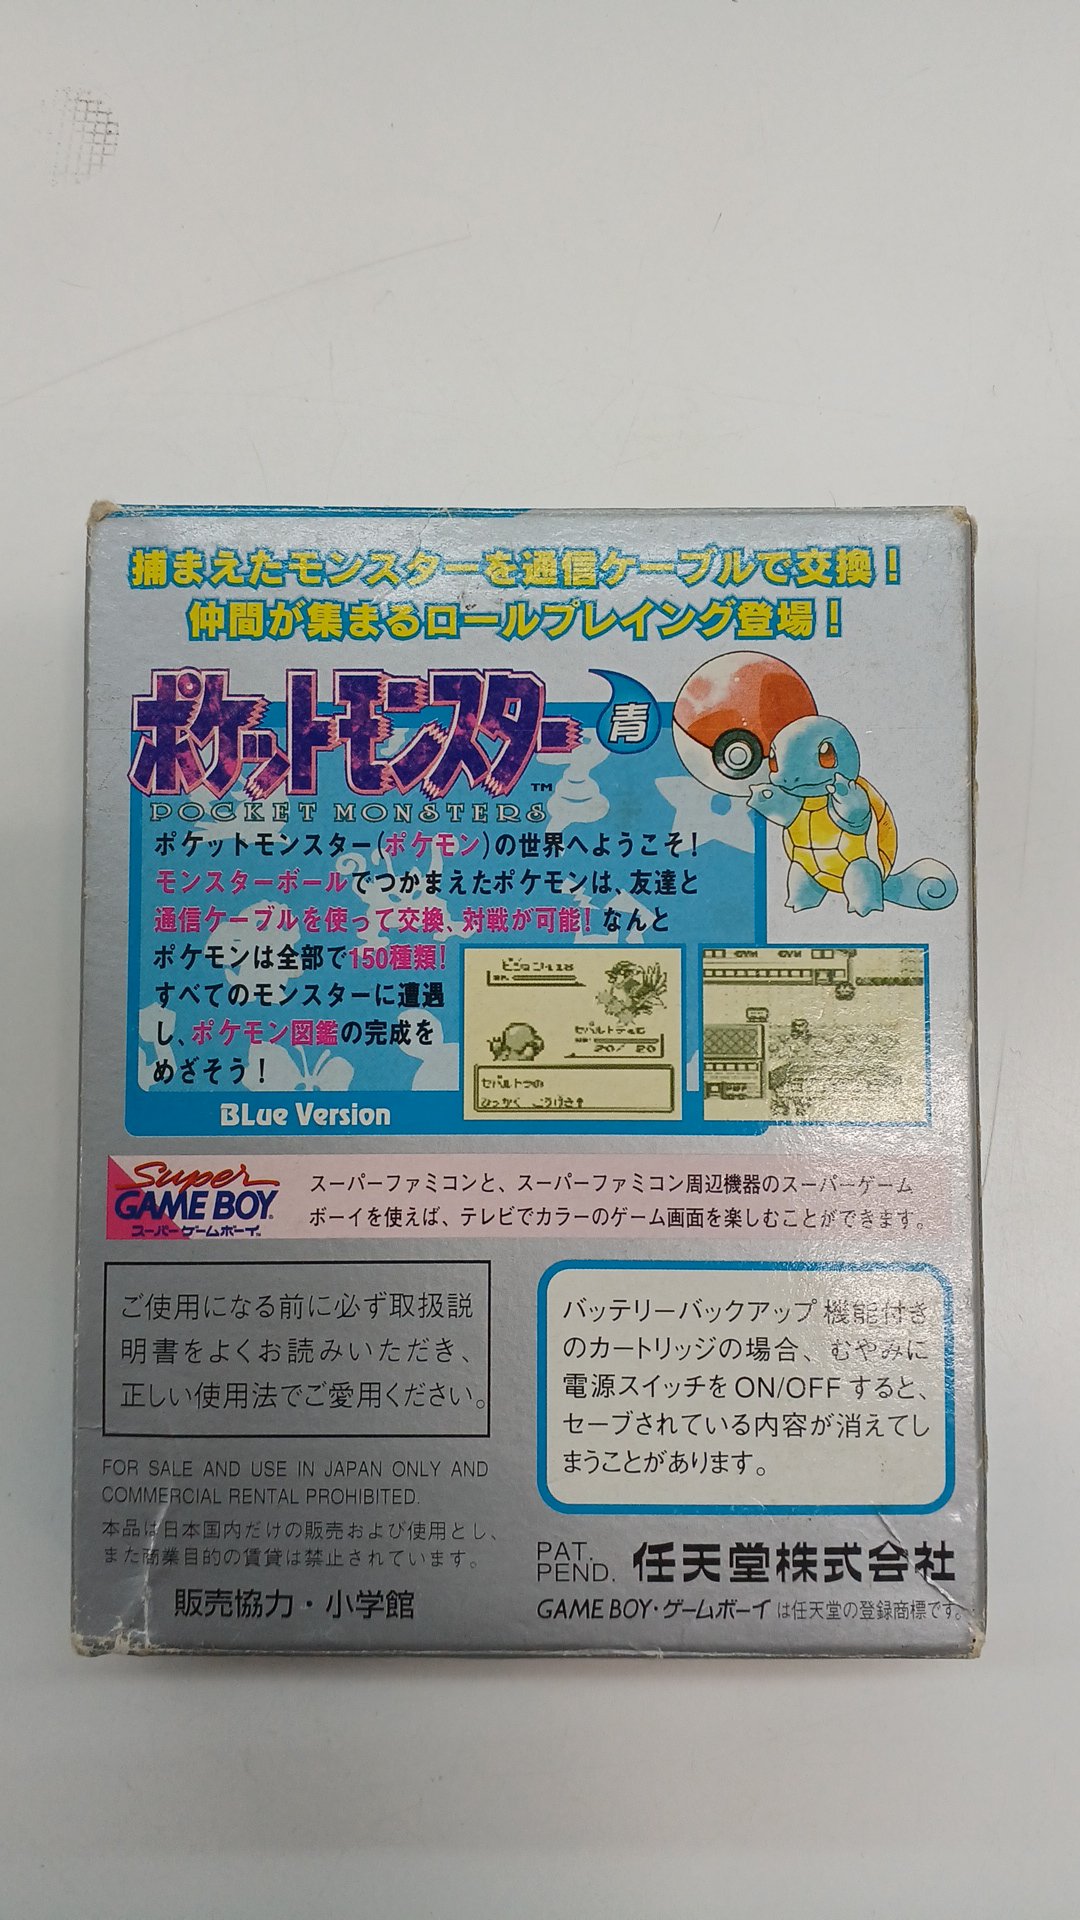 捕まえたモンスターを通信ケーブルで交換！
仲間が集まるロールプレイング登場！
ポケットモンスター 青
TM
POCKET MONSTERS
ポケットモンスター(ポケモン)の世界へようこそ！
モンスターボールでつかまえたポケモンは、友達と
通信ケーブルを使って交換、対戦が可能！なんと
ポケモンは全部で150種類！
すべてのモンスターに遭遇
し、ポケモン図鑑の完成を
めざそう！
20/ 20
BLue Version
Super
GAME BOY
スーパーゲームボーイ
スーパーファミコンと、スーパーファミコン周辺機器のスーパーゲーム
ボーイを使えば、テレビでカラーのゲーム画面を楽しむことができます。
ご使用になる前に必ず取扱説
明書をよくお読みいただき、
正しい使用法でご愛用ください。
バッテリーバックアップ機能付き
のカートリッジの場合、むやみに
電源スイッチをON/OFFすると、
セーブされている内容が消えてし
まうことがあります。
FOR SALE AND USE IN JAPAN ONLY AND
COMMERCIAL RENTAL PROHIBITED.
本品は日本国内だけの販売および使用とし、
また商業目的の賃貸は禁止されています。
販売協力・小学館
PAT.
PEND. 任天堂株式会社
GAME BOY・ゲームボーイは任天堂の登録商標です。